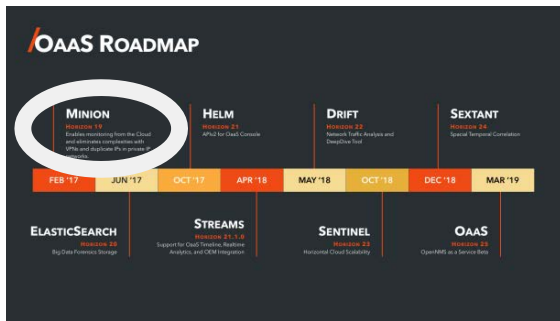 /OAAS ROADMAP
MINION
HORIZON 19
Enables monitoring from the Cloud
and eliminates complexities with
VPNs and duplicate IPs in private IP
networks.
HELM
HORIZON 21
APIv2 for OaaS Console
DRIFT
HORIZON 22
Network Traffic Analysis and
DeepDive Tool
SEXTANT
HORIZON 24
Spacial Temporal Correlation
FEB '17
JUN '17
OCT '17
APR '18
MAY '18
OCT '18
DEC '18
MAR '19
ELASTICSEARCH
HORIZON 20
Big Data Forensics Storage
STREAMS
HORIZON 21.1.0
Support for OaaS Timeline, Realtime
Analytics, and OEM Integration
SENTINEL
HORIZON 23
Horizontal Cloud Scalability
OAAS
HORIZON 25
OpenNMS as a Service Beta